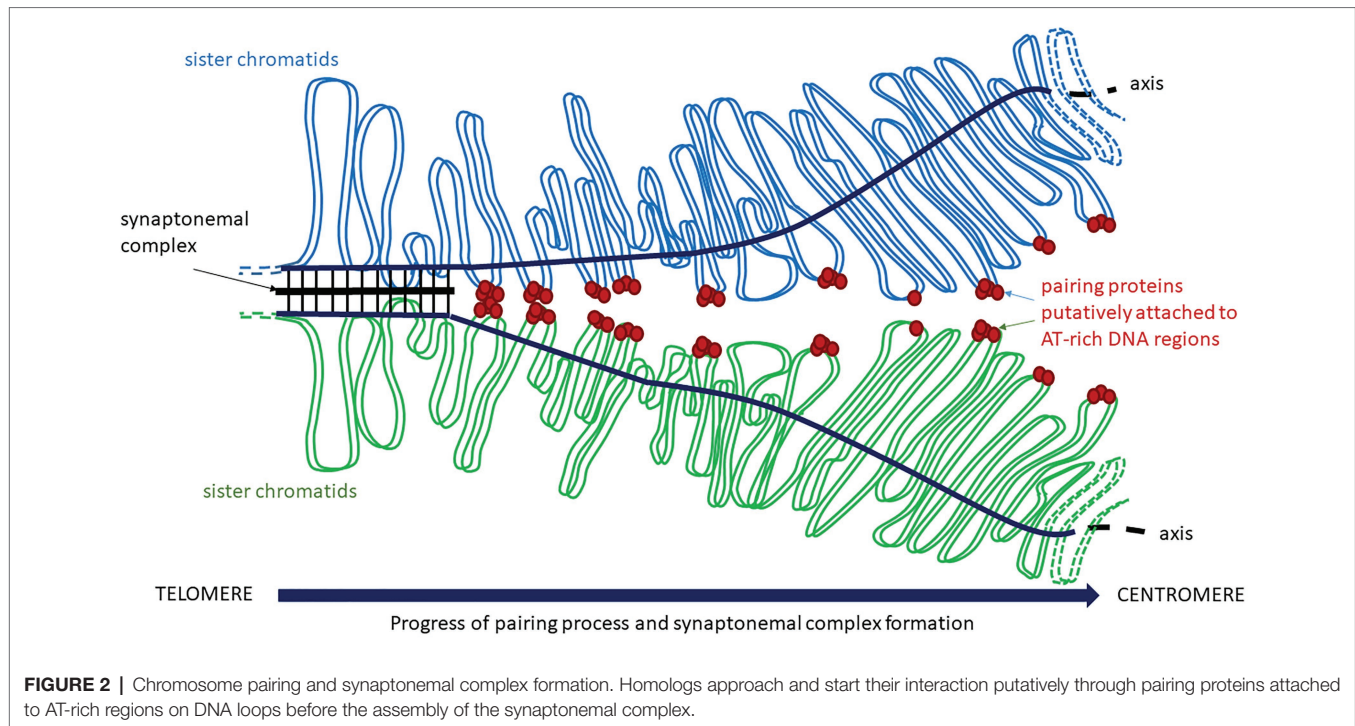 sister chromatids
axis
synaptonemal
complex
pairing proteins
putatively attached to
AT-rich DNA regions
sister chromatids
axis
TELOMERE
CENTROMERE
Progress of pairing process and synaptonemal complex formation
FIGURE 2 | Chromosome pairing and synaptonemal complex formation. Homologs approach and start their interaction putatively through pairing proteins attached
to AT-rich regions on DNA loops before the assembly of the synaptonemal complex.